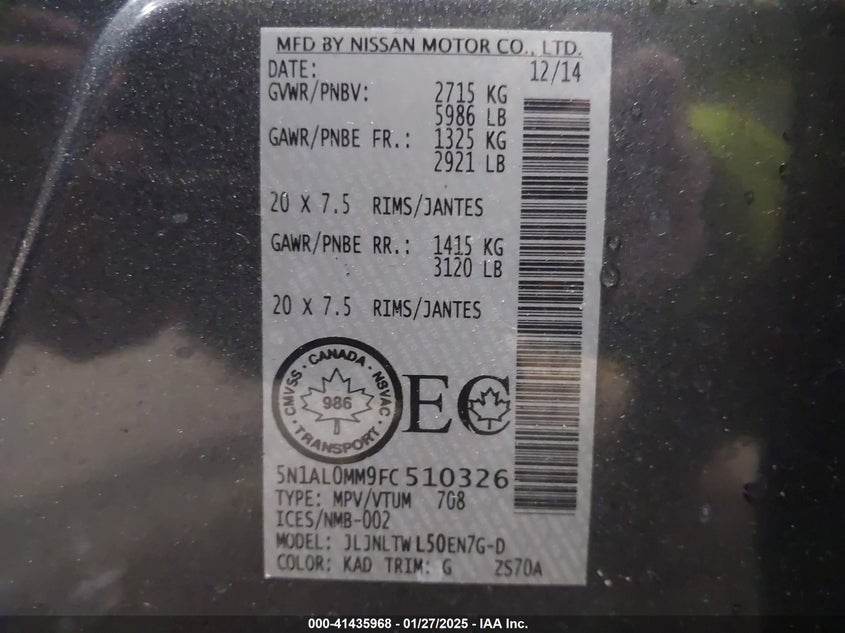 MFD BY NISSAN MOTOR CO., LTD.
DATE: 12/14
GVWR/PNBV: 2715 KG
5986 LB
GAWR/PNBE FR.: 1325 KG
2921 LB
20 X 7.5 RIMS/JANTES
GAWR/PNBE RR.: 1415 KG
3120 LB
20 X 7.5 RIMS/JANTES
CMVSS · CANADA · NSVAC · TRANSPORT ·
986
EC
5N1AL0MM9FC510326
TYPE: MPV/VTUM 7G8
ICES/NMB-002
MODEL: JLJNLTW L50EN7G-D
COLOR: KAD TRIM: G ZS70A
000-41435968 — 01/27/2025 — IAA Inc.